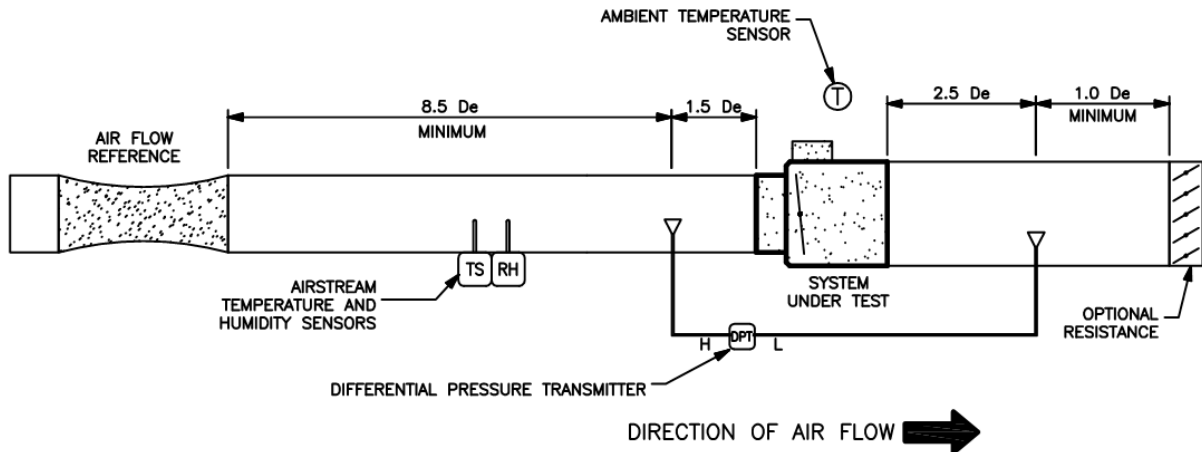 AMBIENT TEMPERATURE
SENSOR
T
8.5 De
MINIMUM
1.5 De
2.5 De
1.0 De
MINIMUM
AIR FLOW
REFERENCE
TS
RH
AIRSTREAM
TEMPERATURE AND
HUMIDITY SENSORS
SYSTEM
UNDER TEST
OPTIONAL
RESISTANCE
H
DPT
L
DIFFERENTIAL PRESSURE TRANSMITTER
DIRECTION OF AIR FLOW